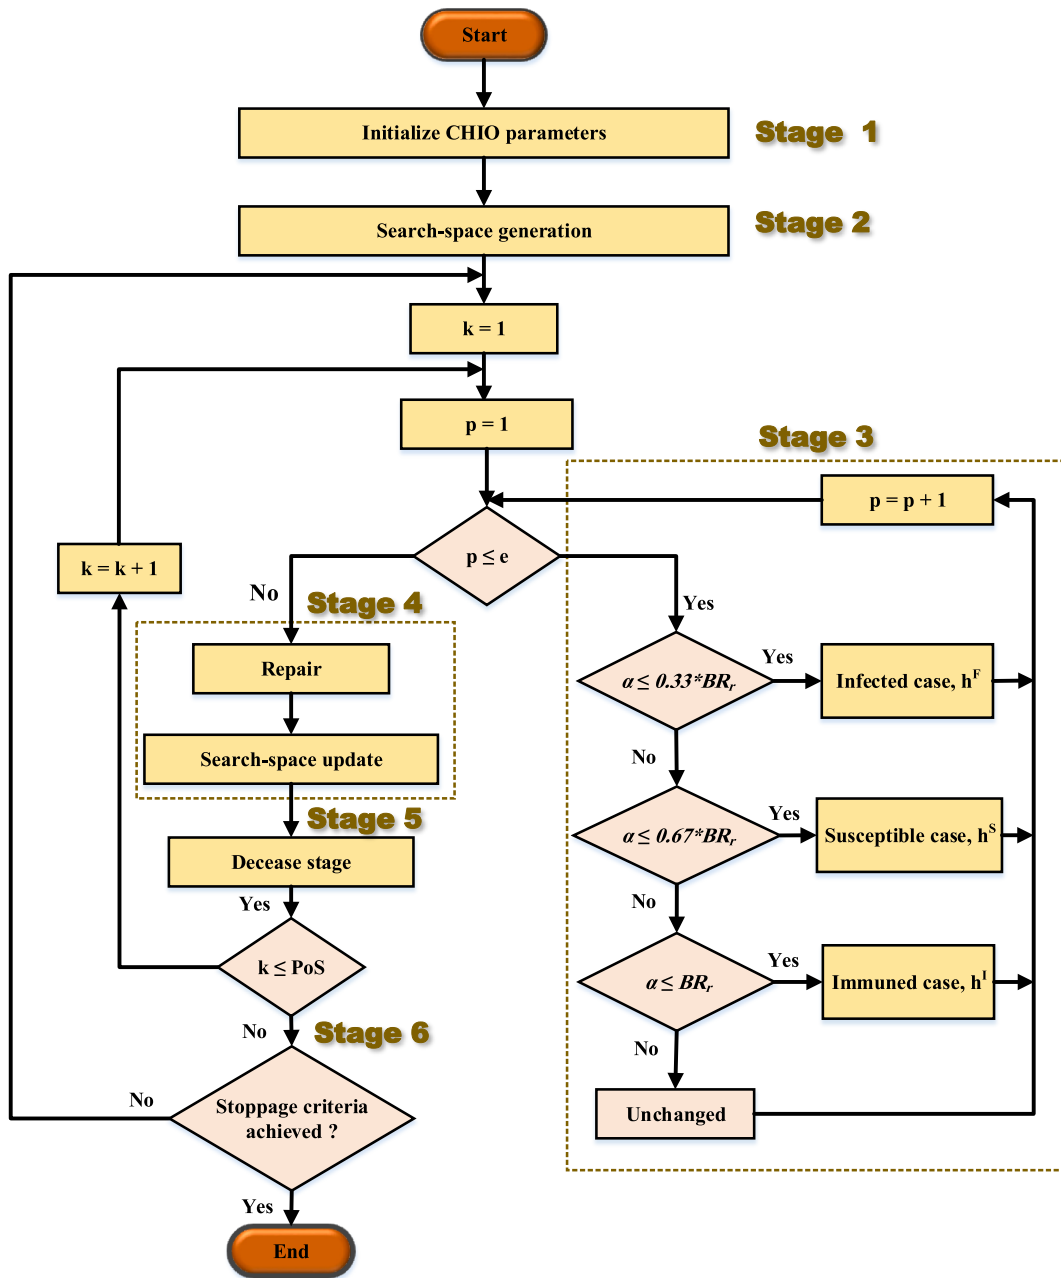 Start
Initialize CHIO parameters
Stage 1
Search-space generation
Stage 2
k = 1
p = 1
Stage 3
p = p + 1
p ≤ e
k = k + 1
No
Yes
Stage 4
Repair
α ≤ 0.33*BRᵣ
Yes
Infected case, hᶠ
No
Search-space update
Stage 5
α ≤ 0.67*BRᵣ
Yes
Susceptible case, hˢ
Decease stage
Yes
No
k ≤ PoS
α ≤ BRᵣ
Yes
Immuned case, hᴵ
No
Stage 6
No
No
Stoppage criteria
achieved ?
Unchanged
Yes
End